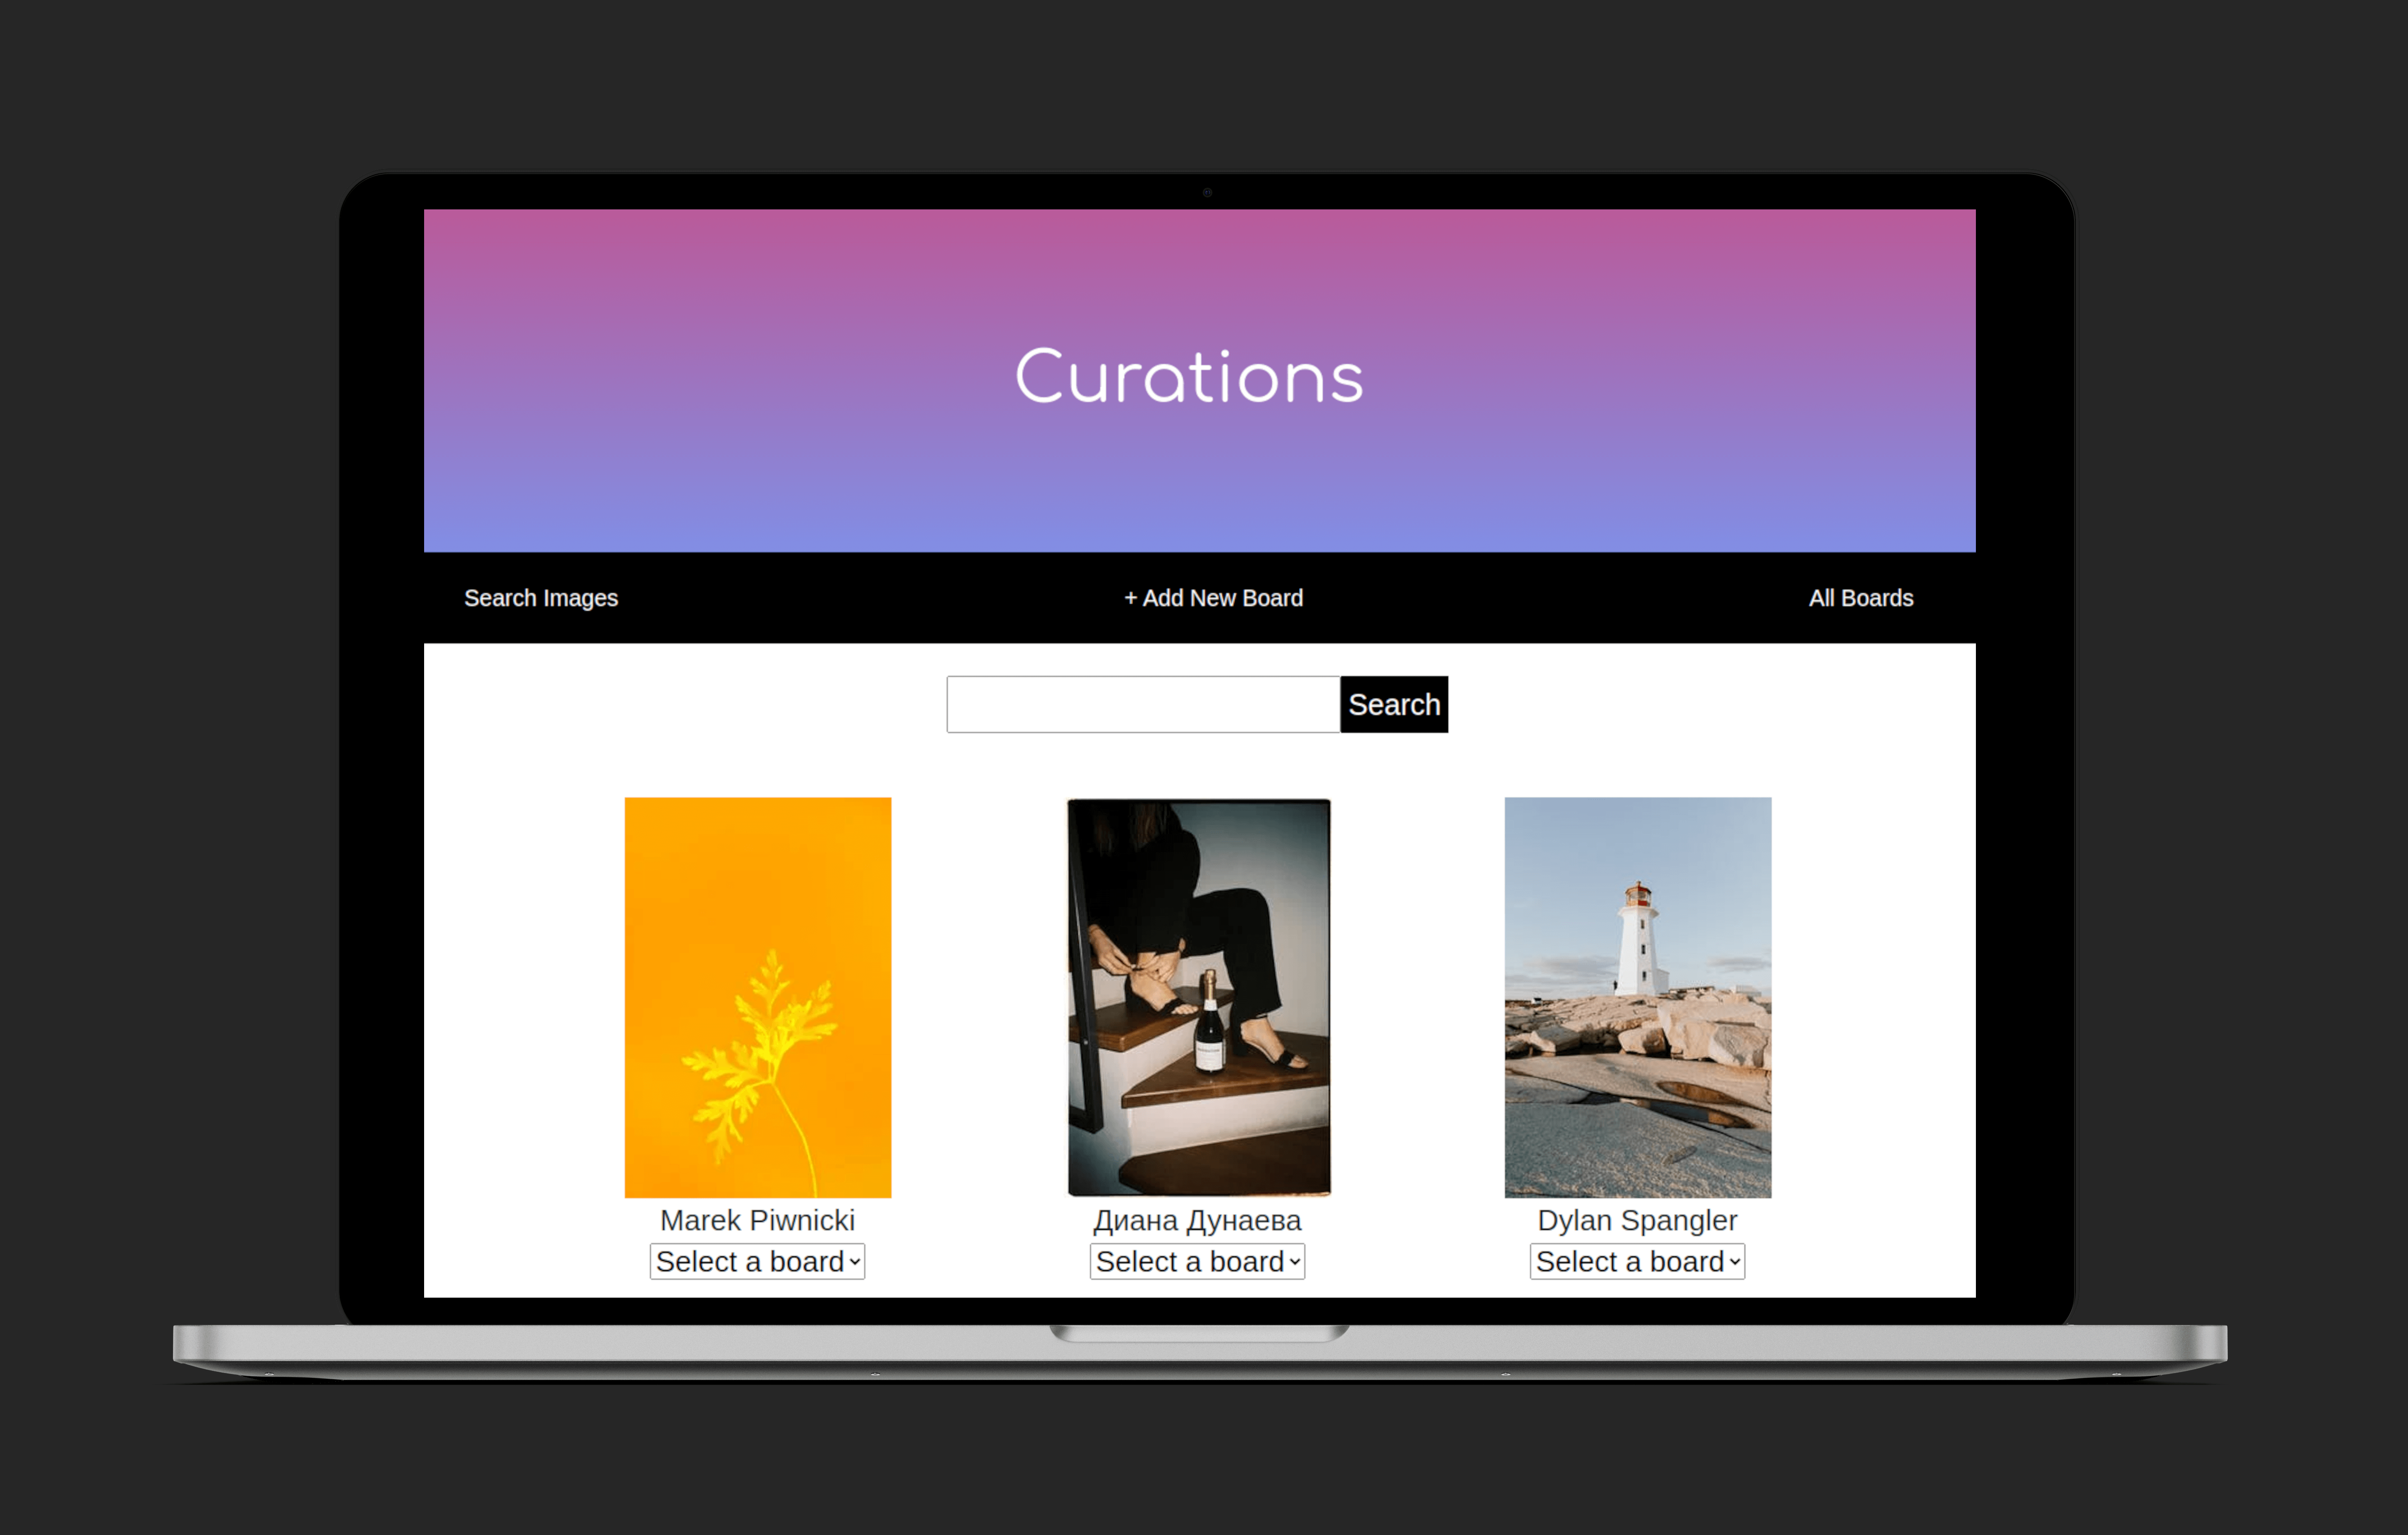 Curations
Search Images
+ Add New Board
All Boards
Search
Marek Piwnicki
Диана Дунаева
Dylan Spangler
Select a board
Select a board
Select a board